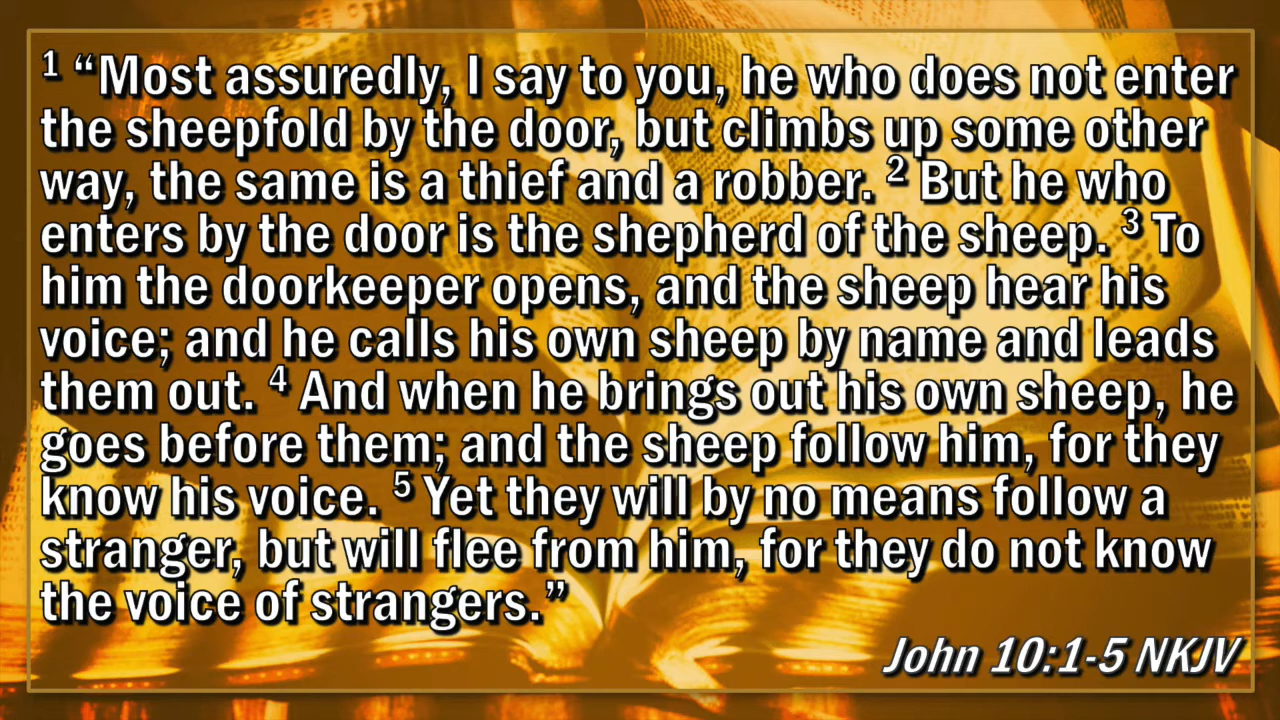 1 “Most assuredly, I say to you, he who does not enter
the sheepfold by the door, but climbs up some other
way, the same is a thief and a robber. 2 But he who
enters by the door is the shepherd of the sheep. 3 To
him the doorkeeper opens, and the sheep hear his
voice; and he calls his own sheep by name and leads
them out. 4 And when he brings out his own sheep, he
goes before them; and the sheep follow him, for they
know his voice. 5 Yet they will by no means follow a
stranger, but will flee from him, for they do not know
the voice of strangers.”
John 10:1-5 NKJV